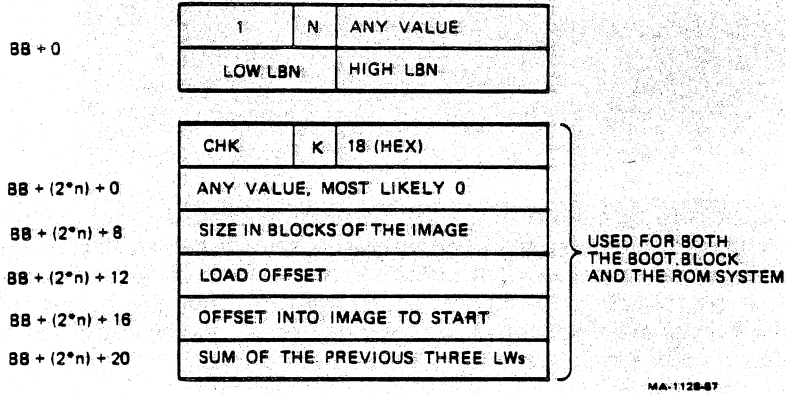 1 N ANY VALUE
BB + 0
LOW LBN HIGH LBN
CHK K 18 (HEX)
BB + (2*n) + 0 ANY VALUE, MOST LIKELY 0
BB + (2*n) + 8 SIZE IN BLOCKS OF THE IMAGE
USED FOR BOTH
THE BOOT BLOCK
BB + (2*n) + 12 LOAD OFFSET
AND THE ROM SYSTEM
BB + (2*n) + 16 OFFSET INTO IMAGE TO START
BB + (2*n) + 20 SUM OF THE PREVIOUS THREE LWs
MA-1128-87